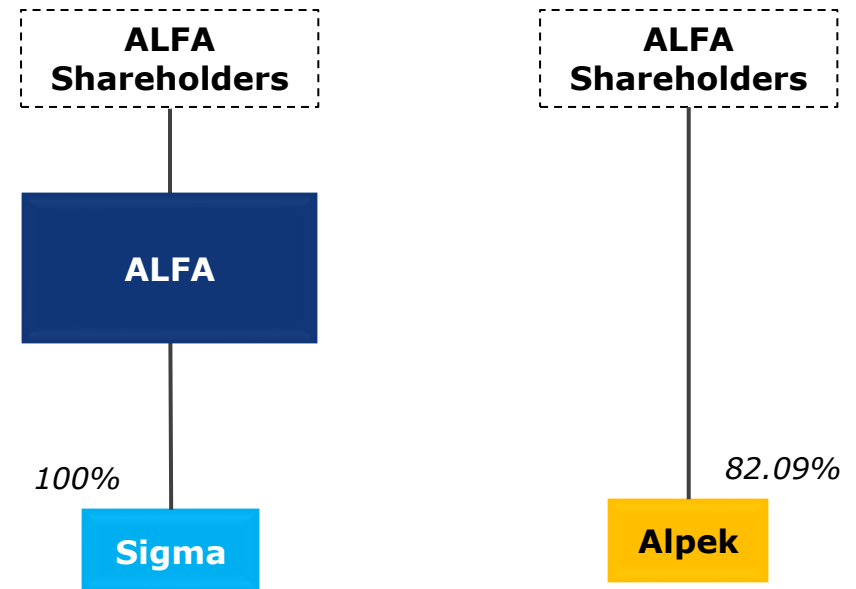 ALFA
Shareholders
ALFA
100%
Sigma
ALFA
Shareholders
82.09%
Alpek